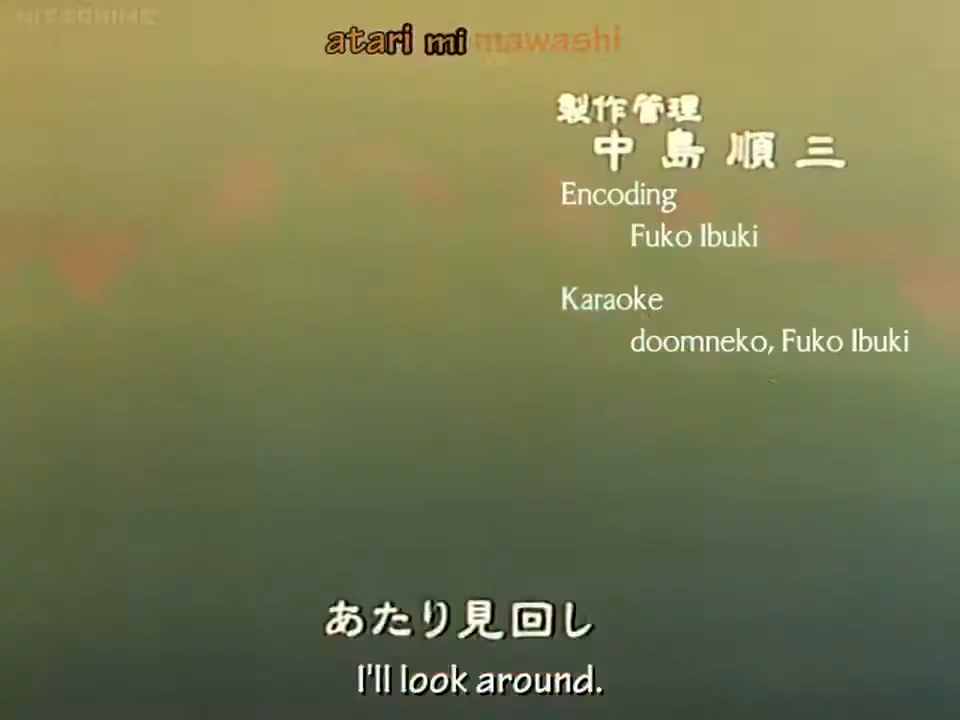 atari mi mawashi
製作管理
中島順三
Encoding
Fuko Ibuki
Karaoke
doomneko, Fuko Ibuki
あたり見回し
I'll look around.